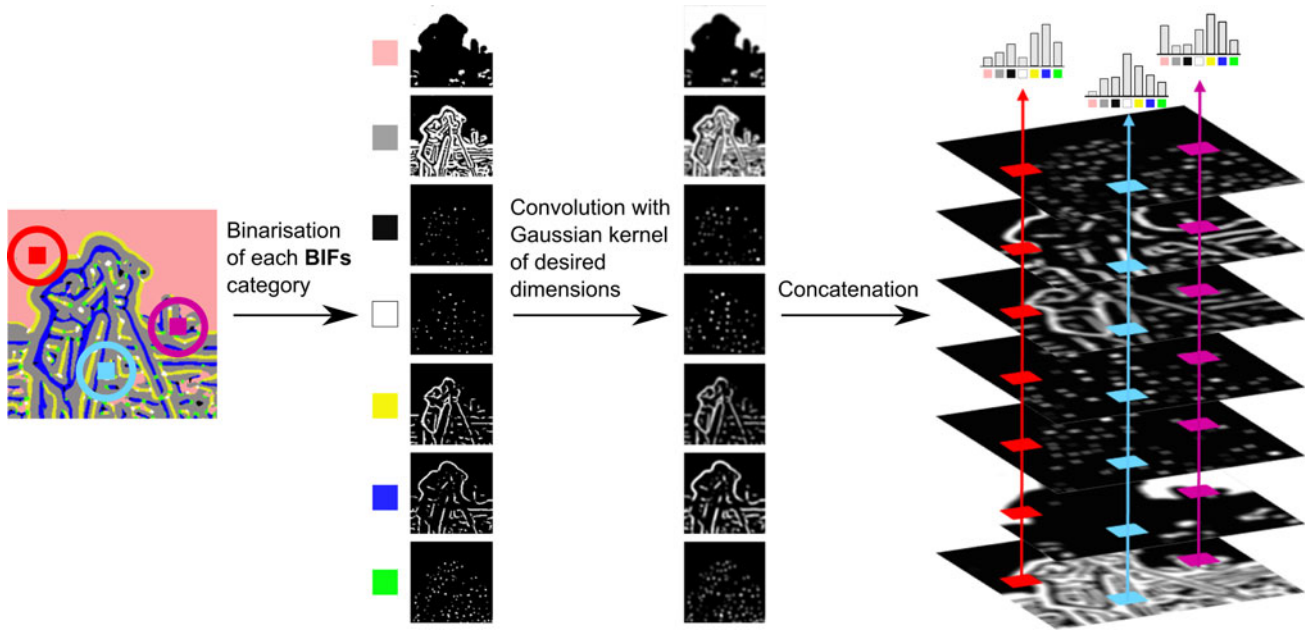 Binarisation
of each BIFs
category
Convolution with
Gaussian kernel
of desired
dimensions
Concatenation